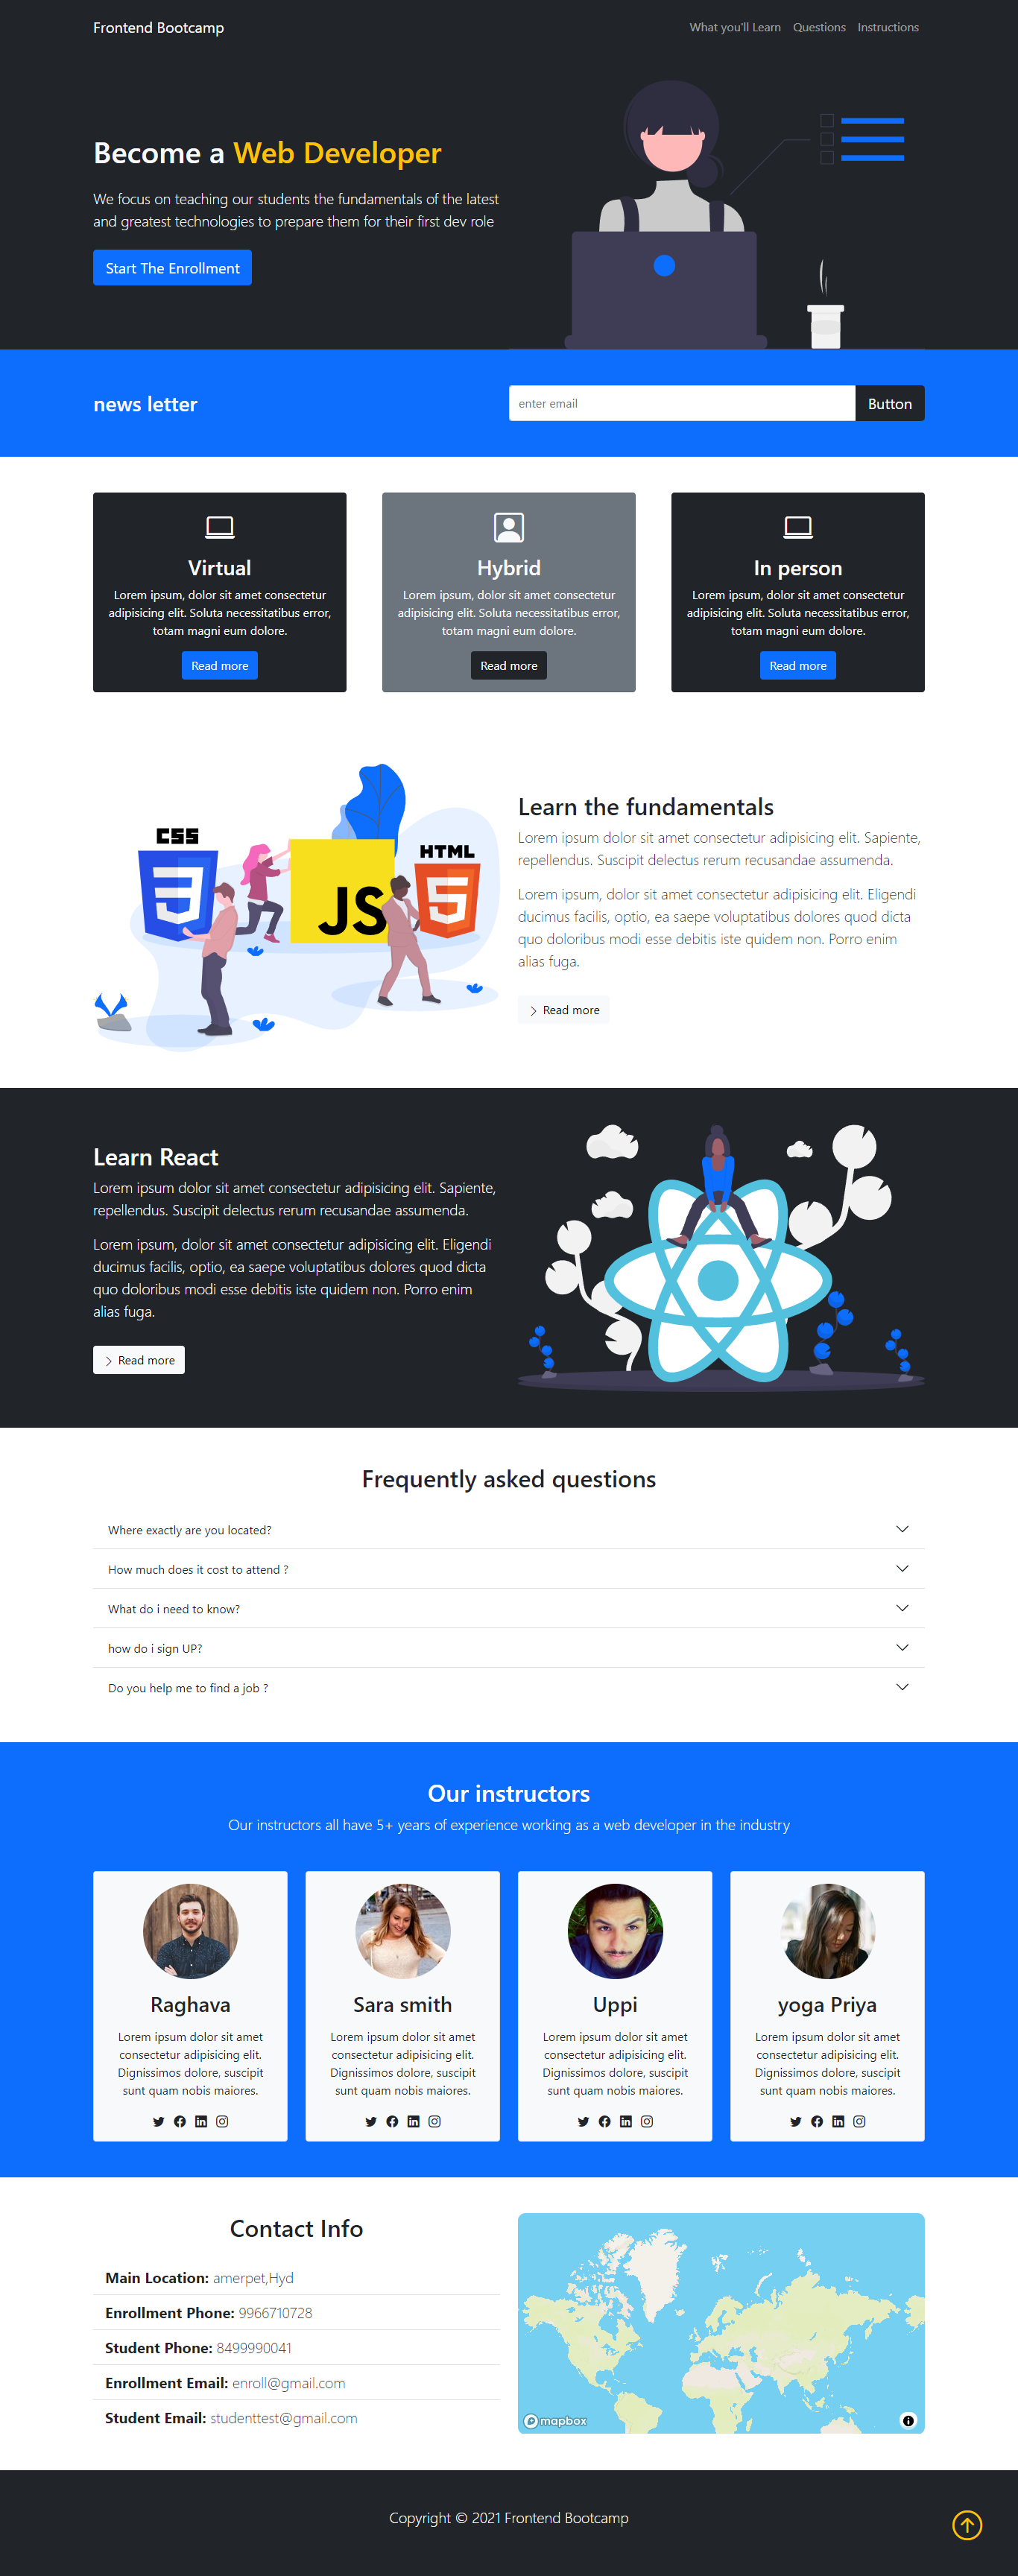 Frontend Bootcamp
What you'll Learn Questions Instructions
Become a Web Developer
We focus on teaching our students the fundamentals of the latest
and greatest technologies to prepare them for their first dev role
Start The Enrollment
news letter
enter email
Button
Virtual
Lorem ipsum, dolor sit amet consectetur
adipisicing elit. Soluta necessitatibus error,
totam magni eum dolore.
Read more
Hybrid
Lorem ipsum, dolor sit amet consectetur
adipisicing elit. Soluta necessitatibus error,
totam magni eum dolore.
Read more
In person
Lorem ipsum, dolor sit amet consectetur
adipisicing elit. Soluta necessitatibus error,
totam magni eum dolore.
Read more
CSS
3
JS
HTML
5
Learn the fundamentals
Lorem ipsum dolor sit amet consectetur adipisicing elit. Sapiente,
repellendus. Suscipit delectus rerum recusandae assumenda.
Lorem ipsum, dolor sit amet consectetur adipisicing elit. Eligendi
ducimus facilis, optio, ea saepe voluptatibus dolores quod dicta
quo doloribus modi esse debitis iste quidem non. Porro enim
alias fuga.
Read more
Learn React
Lorem ipsum dolor sit amet consectetur adipisicing elit. Sapiente,
repellendus. Suscipit delectus rerum recusandae assumenda.
Lorem ipsum, dolor sit amet consectetur adipisicing elit. Eligendi
ducimus facilis, optio, ea saepe voluptatibus dolores quod dicta
quo doloribus modi esse debitis iste quidem non. Porro enim
alias fuga.
Read more
Frequently asked questions
Where exactly are you located?
How much does it cost to attend ?
What do i need to know?
how do i sign UP?
Do you help me to find a job ?
Our instructors
Our instructors all have 5+ years of experience working as a web developer in the industry
Raghava
Lorem ipsum dolor sit amet
consectetur adipisicing elit.
Dignissimos dolore, suscipit
sunt quam nobis maiores.
Sara smith
Lorem ipsum dolor sit amet
consectetur adipisicing elit.
Dignissimos dolore, suscipit
sunt quam nobis maiores.
Uppi
Lorem ipsum dolor sit amet
consectetur adipisicing elit.
Dignissimos dolore, suscipit
sunt quam nobis maiores.
yoga Priya
Lorem ipsum dolor sit amet
consectetur adipisicing elit.
Dignissimos dolore, suscipit
sunt quam nobis maiores.
Contact Info
Main Location: amerpet,Hyd
Enrollment Phone: 9966710728
Student Phone: 8499990041
Enrollment Email: enroll@gmail.com
Student Email: studenttest@gmail.com
mapbox
Copyright © 2021 Frontend Bootcamp